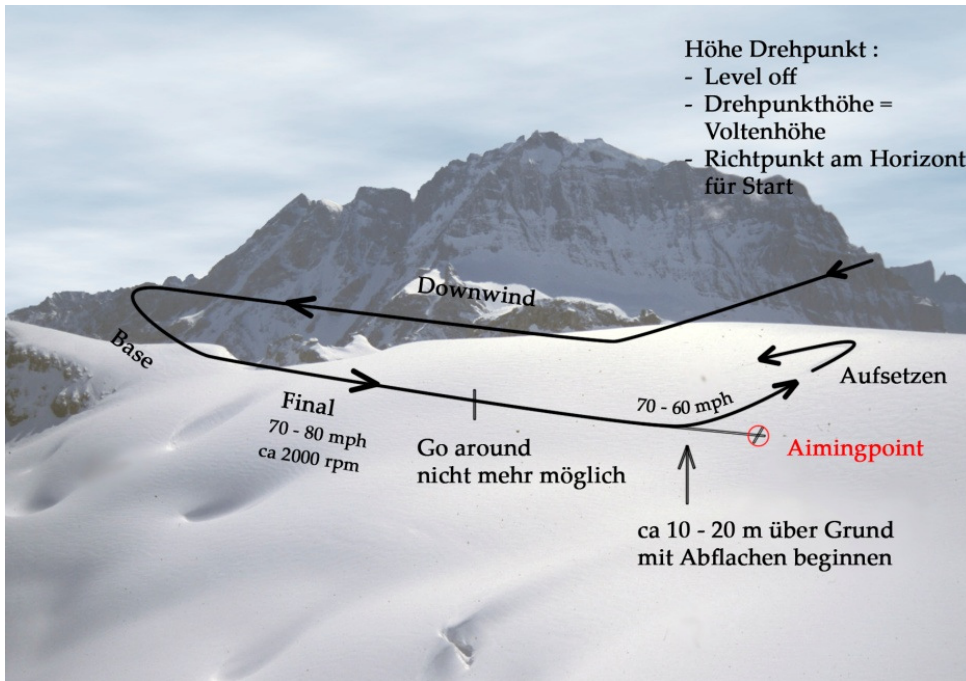 Höhe Drehpunkt :
- Level off
- Drehpunkthöhe =
Voltenhöhe
- Richtpunkt am Horizont
für Start
Downwind
Base
Final
70 - 80 mph
ca 2000 rpm
Go around
nicht mehr möglich
70 - 60 mph
Aufsetzen
Aimingpoint
ca 10 - 20 m über Grund
mit Abflachen beginnen